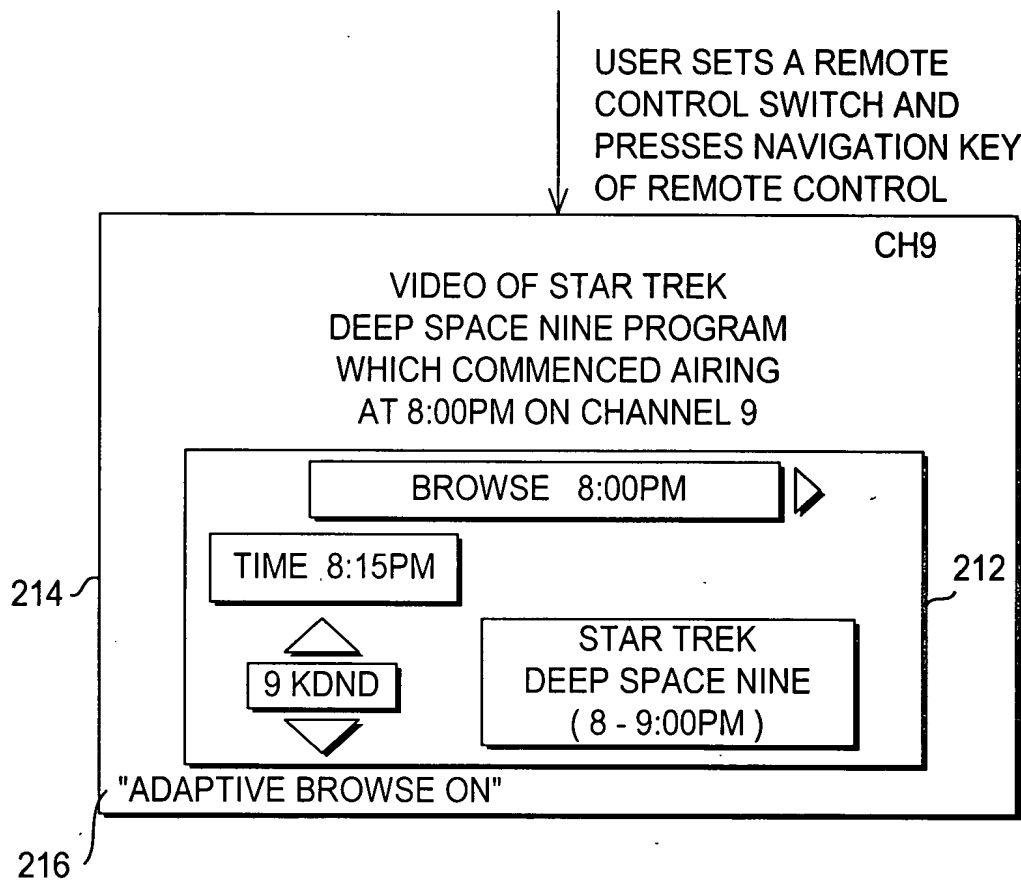 USER SETS A REMOTE
CONTROL SWITCH AND
PRESSES NAVIGATION KEY
OF REMOTE CONTROL
CH9
VIDEO OF STAR TREK
DEEP SPACE NINE PROGRAM
WHICH COMMENCED AIRING
AT 8:00PM ON CHANNEL 9
BROWSE 8:00PM
TIME 8:15PM
214
212
9 KDND
STAR TREK
DEEP SPACE NINE
( 8 - 9:00PM )
"ADAPTIVE BROWSE ON"
216